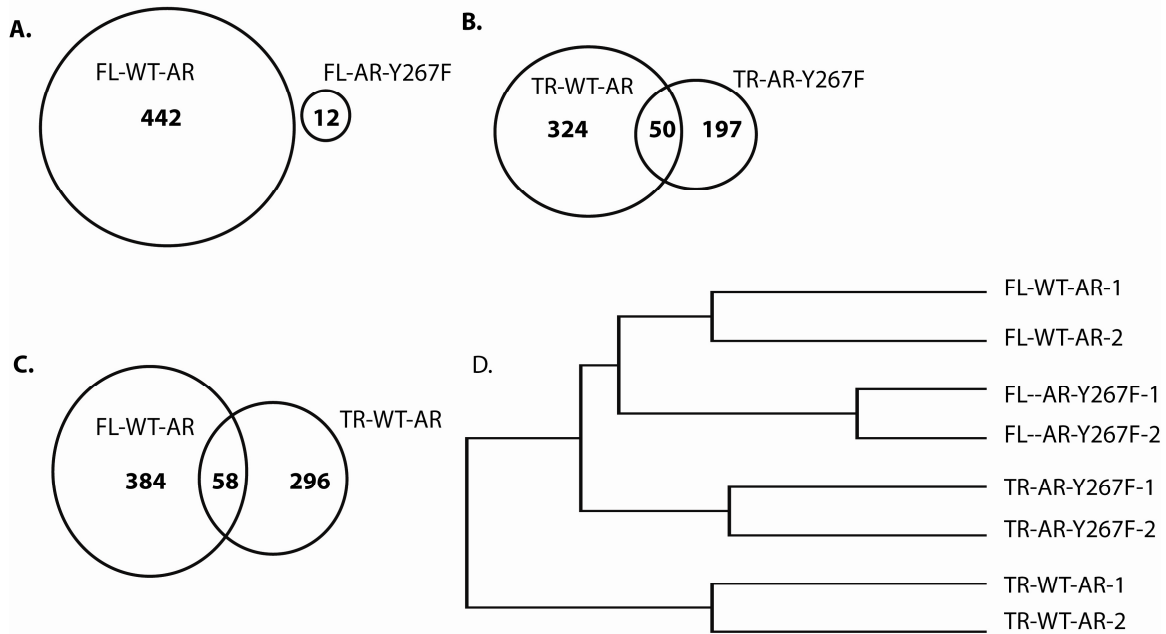 A.
FL-WT-AR
442
FL-AR-Y267F
12
B.
TR-WT-AR
324
50
TR-AR-Y267F
197
C.
FL-WT-AR
384
58
TR-WT-AR
296
D.
FL-WT-AR-1
FL-WT-AR-2
FL--AR-Y267F-1
FL--AR-Y267F-2
TR-AR-Y267F-1
TR-AR-Y267F-2
TR-WT-AR-1
TR-WT-AR-2